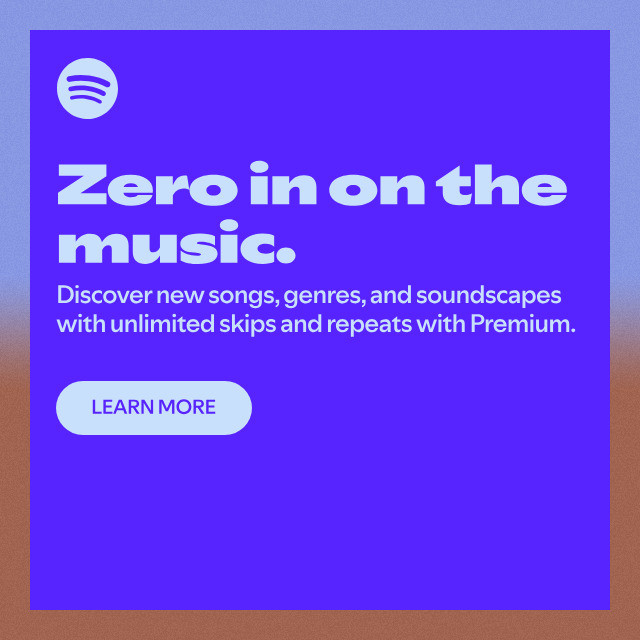 Zero in on the
music.
Discover new songs, genres, and soundscapes
with unlimited skips and repeats with Premium.
LEARN MORE